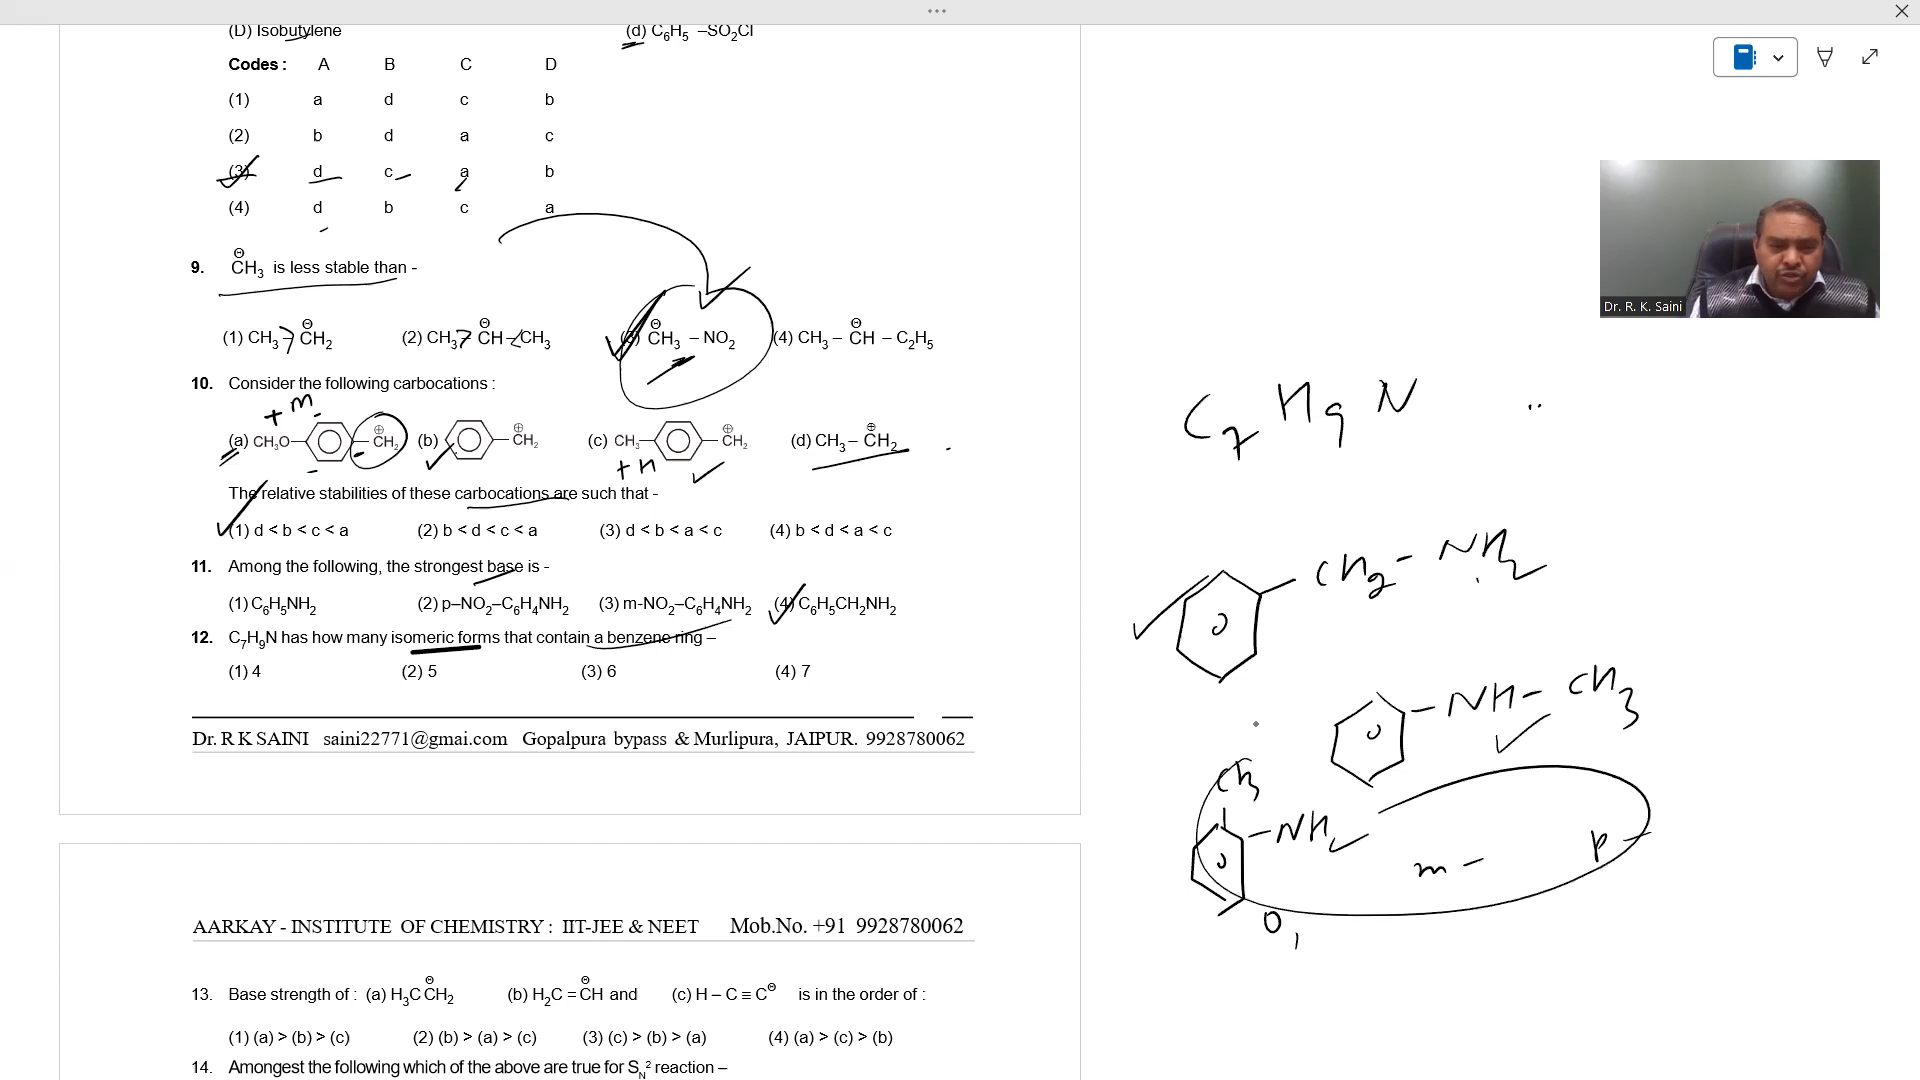 (D) Isobutylene (d) C6H5 –SO2Cl
Codes : A B C D
(1) a d c b
(2) b d a c
(3) d c a b
(4) d b c a
9. ⊖CH3 is less stable than -
(1) CH3 – ⊖CH2 (2) CH3 – ⊖CH – CH3 (3) ⊖CH3 – NO2 (4) CH3 – ⊖CH – C2H5
10. Consider the following carbocations :
+m
(a) CH3O ⊕CH2 (b) ⊕CH2 (c) CH3 ⊕CH2 (d) CH3 – ⊕CH2
+H
The relative stabilities of these carbocations are such that -
(1) d < b < c < a (2) b < d < c < a (3) d < b < a < c (4) b < d < a < c
11. Among the following, the strongest base is -
(1) C6H5NH2 (2) p–NO2–C6H4NH2 (3) m-NO2–C6H4NH2 (4) C6H5CH2NH2
12. C7H9N has how many isomeric forms that contain a benzene ring –
(1) 4 (2) 5 (3) 6 (4) 7
Dr. R K SAINI saini22771@gmai.com Gopalpura bypass & Murlipura, JAIPUR. 9928780062
AARKAY - INSTITUTE OF CHEMISTRY : IIT-JEE & NEET Mob.No. +91 9928780062
13. Base strength of : (a) H3C⊖CH2 (b) H2C = ⊖CH and (c) H – C ≡ C⊖ is in the order of :
(1) (a) > (b) > (c) (2) (b) > (a) > (c) (3) (c) > (b) > (a) (4) (a) > (c) > (b)
14. Amongest the following which of the above are true for SN2 reaction –
Dr. R. K. Saini
C7H9N
CH2 – NH2
NH – CH3
CH3
– NH2
m – p –
O,